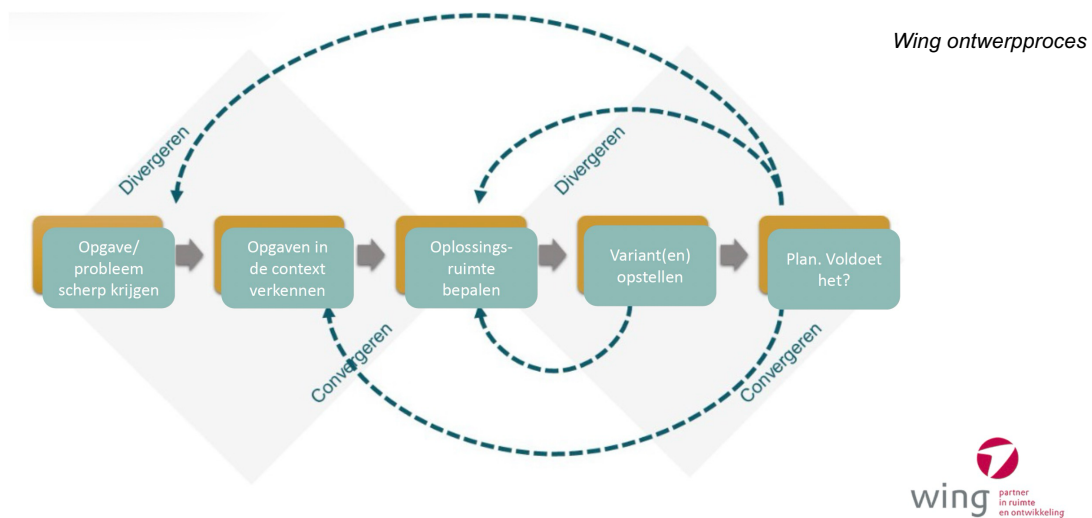 Wing ontwerpproces
Divergeren
Divergeren
Opgave/
probleem
scherp krijgen
Opgaven in
de context
verkennen
Oplossings-
ruimte
bepalen
Variant(en)
opstellen
Plan. Voldoet
het?
Convergeren
Convergeren
wing
partner
in ruimte
en ontwikkeling